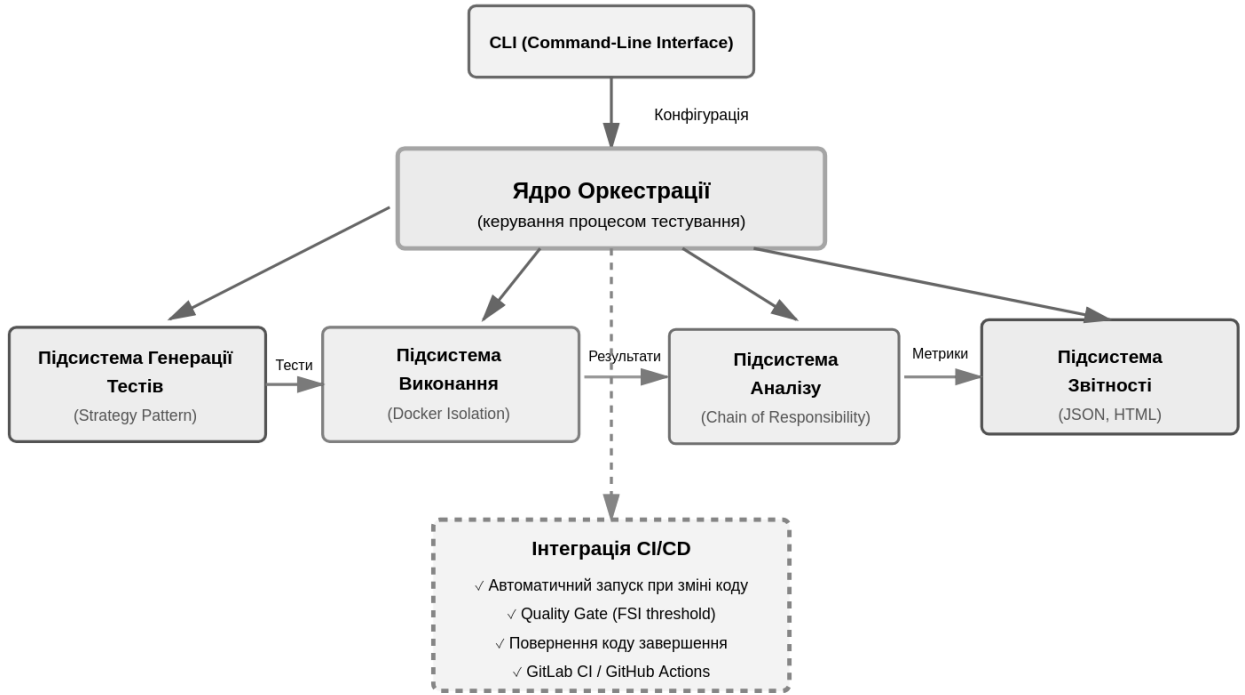 CLI (Command-Line Interface)
Конфігурація
Ядро Оркестрації
(керування процесом тестування)
Підсистема Генерації
Тестів
(Strategy Pattern)
Тести
Підсистема
Виконання
(Docker Isolation)
Результати
Підсистема
Аналізу
(Chain of Responsibility)
Метрики
Підсистема
Звітності
(JSON, HTML)
Інтеграція CI/CD
✓ Автоматичний запуск при зміні коду
✓ Quality Gate (FSI threshold)
✓ Повернення коду завершення
✓ GitLab CI / GitHub Actions